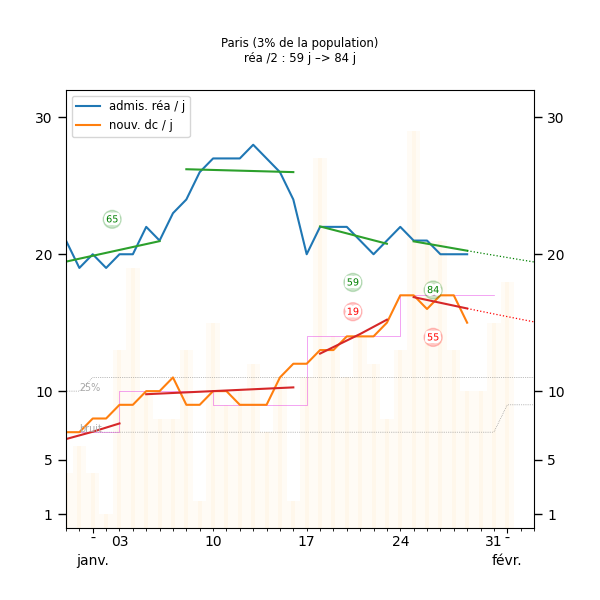 Paris (3% de la population)
réa /2 : 59 j –> 84 j
admis. réa / j
nouv. dc / j
30
30
65
20
20
59
84
19
55
25%
10
10
bruit
5
5
1
1
- 03 10 17 24 31 -
janv. févr.